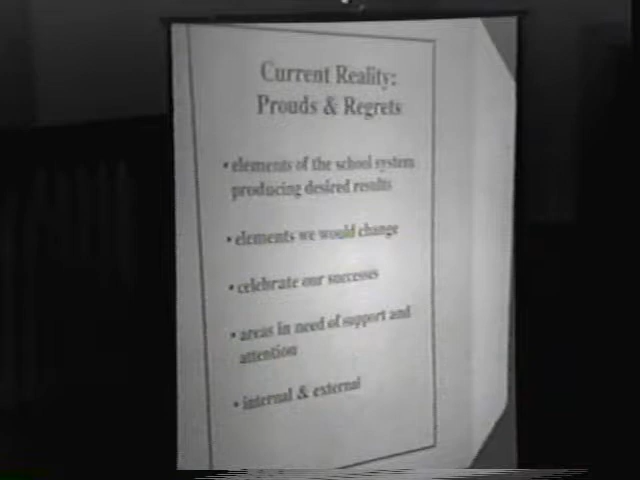 Current Reality:
Prouds & Regrets
• elements of the school system
producing desired results
• elements we would change
• celebrate our successes
• areas in need of support and
attention
• internal & external